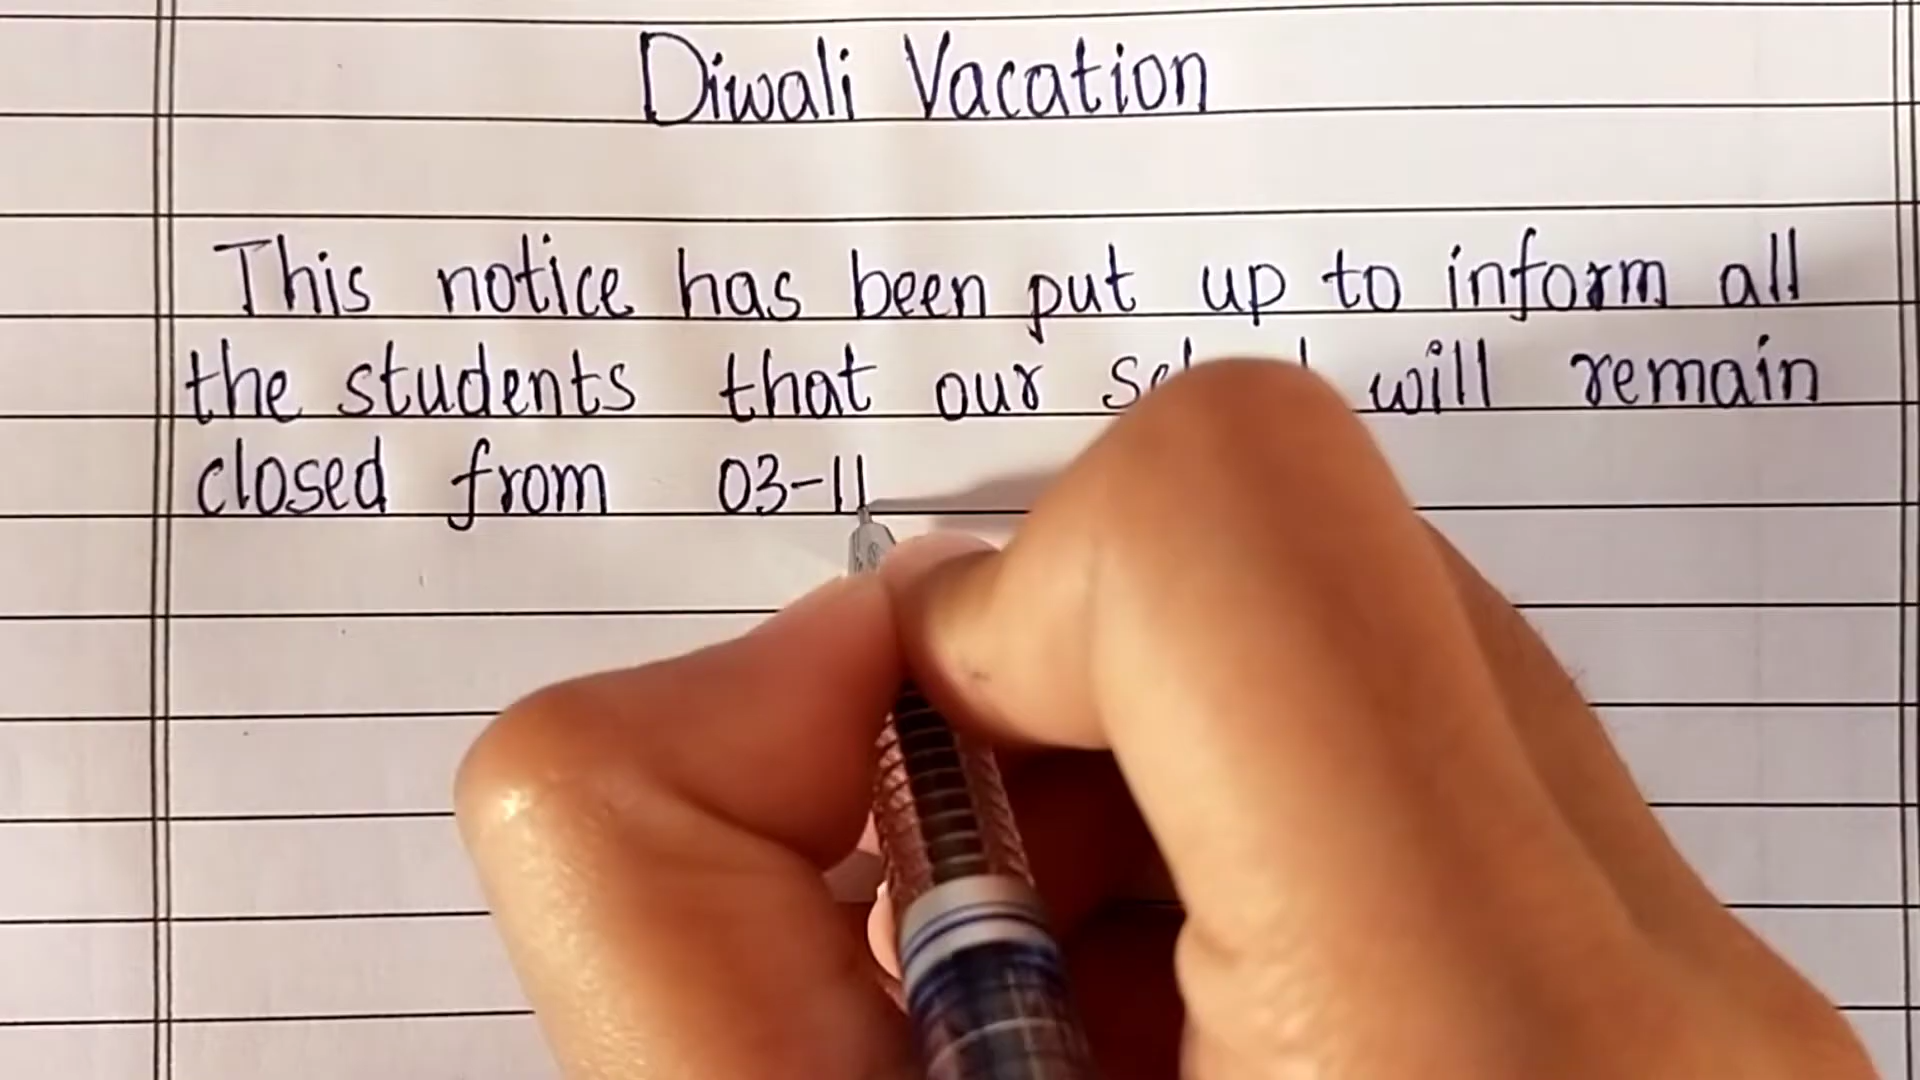 Diwali Vacation
This notice has been put up to inform all
the students that our will remain
closed from 03-11